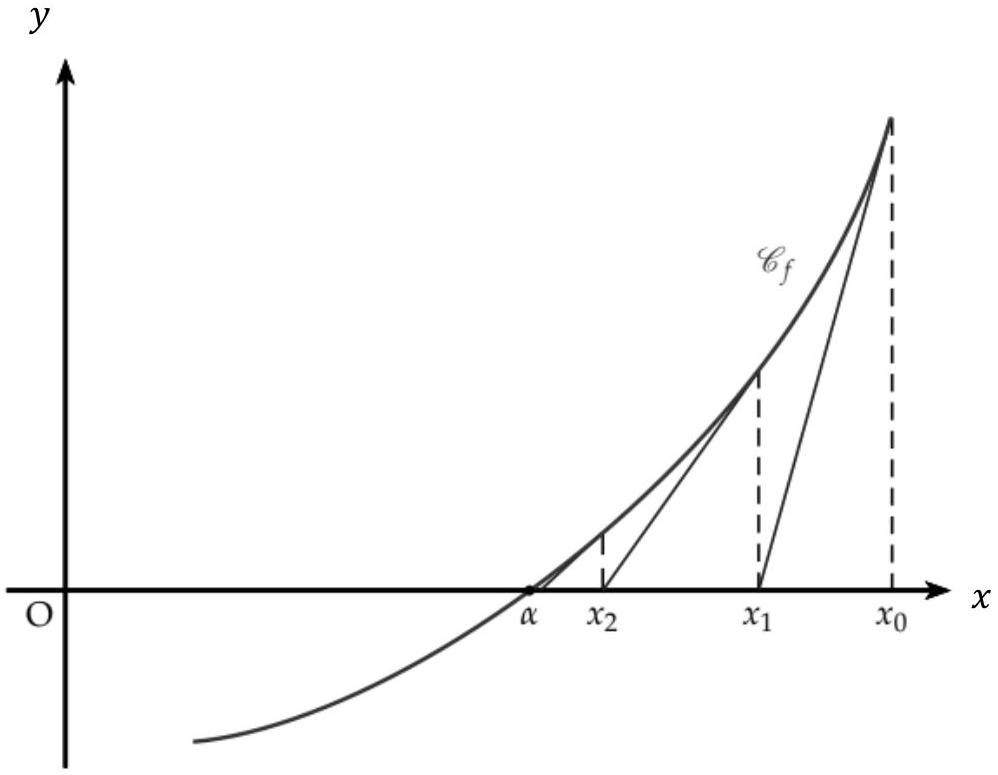 y
𝒞f
O
α
x₂
x₁
x₀
x